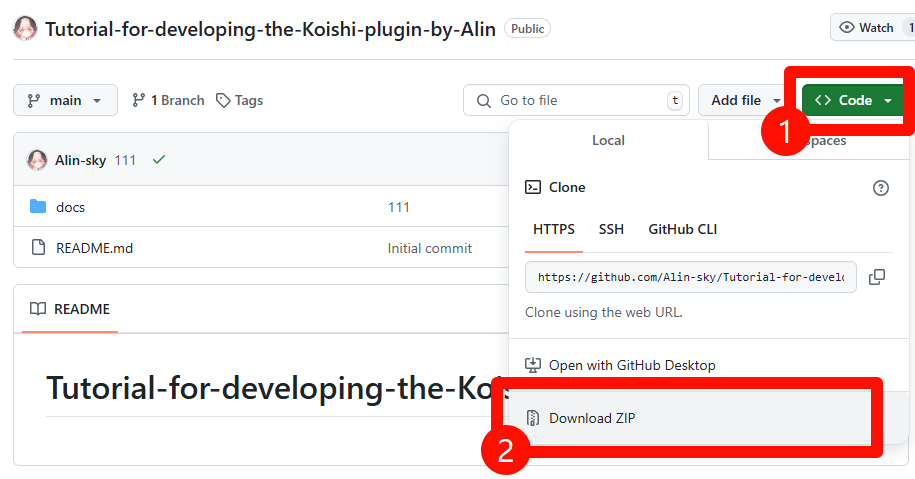 Tutorial-for-developing-the-Koishi-plugin-by-Alin Public Watch 1
main 1 Branch Tags Go to file t Add file Code
1
Local spaces
Alin-sky 111
Clone
docs 111
HTTPS SSH GitHub CLI
README.md Initial commit
https://github.com/Alin-sky/Tutorial-for-develo
Clone using the web URL.
README
Open with GitHub Desktop
Tutorial-for-developing-the-Kois
Download ZIP
2